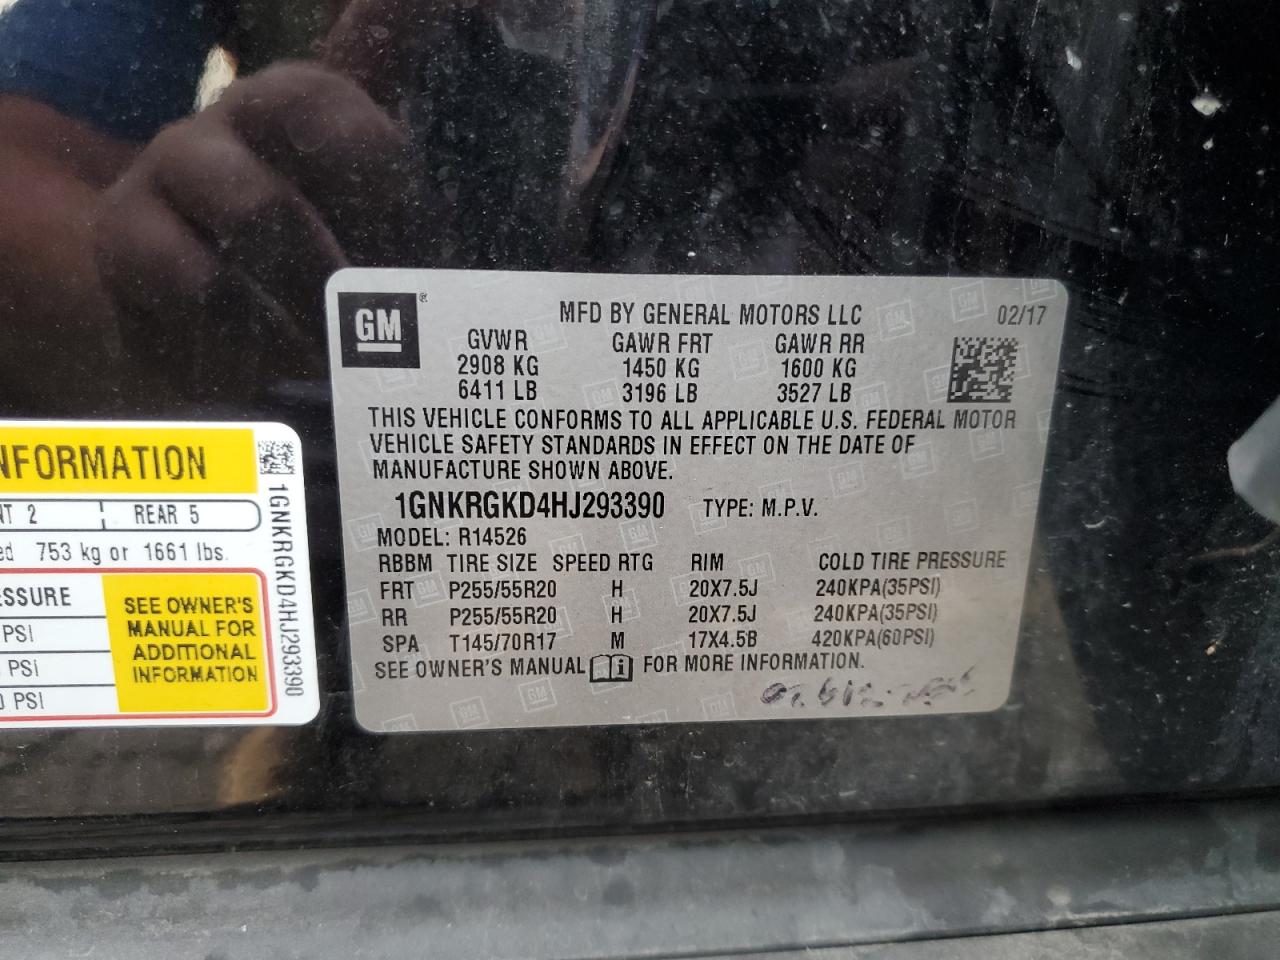 GM ®
MFD BY GENERAL MOTORS LLC 02/17
GVWR GAWR FRT GAWR RR
2908 KG 1450 KG 1600 KG
6411 LB 3196 LB 3527 LB
THIS VEHICLE CONFORMS TO ALL APPLICABLE U.S. FEDERAL MOTOR
VEHICLE SAFETY STANDARDS IN EFFECT ON THE DATE OF
MANUFACTURE SHOWN ABOVE.
1GNKRGKD4HJ293390 TYPE: M.P.V.
MODEL: R14526
RBBM TIRE SIZE SPEED RTG RIM COLD TIRE PRESSURE
FRT P255/55R20 H 20X7.5J 240KPA(35PSI)
RR P255/55R20 H 20X7.5J 240KPA(35PSI)
SPA T145/70R17 M 17X4.5B 420KPA(60PSI)
SEE OWNER'S MANUAL i FOR MORE INFORMATION.
NFORMATION
NT 2 REAR 5
ed 753 kg or 1661 lbs.
ESSURE
PSI
PSI
0 PSI
SEE OWNER'S
MANUAL FOR
ADDITIONAL
INFORMATION
1GNKRGKD4HJ293390